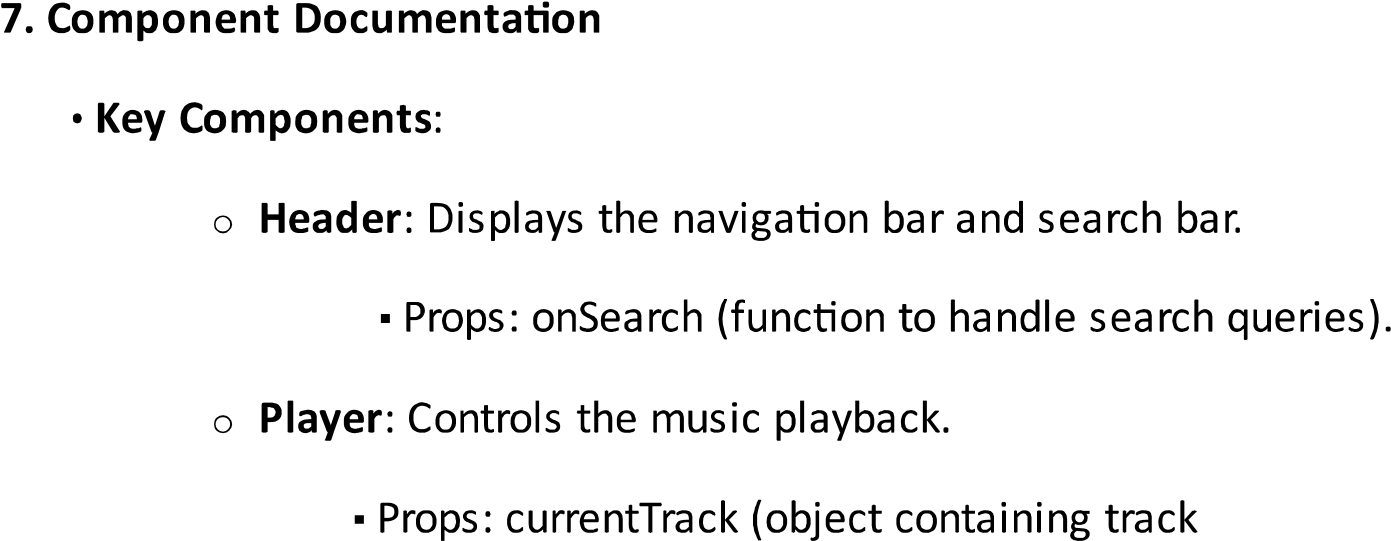 7. Component Documentation
• Key Components:
o Header: Displays the navigation bar and search bar.
▪ Props: onSearch (function to handle search queries).
o Player: Controls the music playback.
▪ Props: currentTrack (object containing track